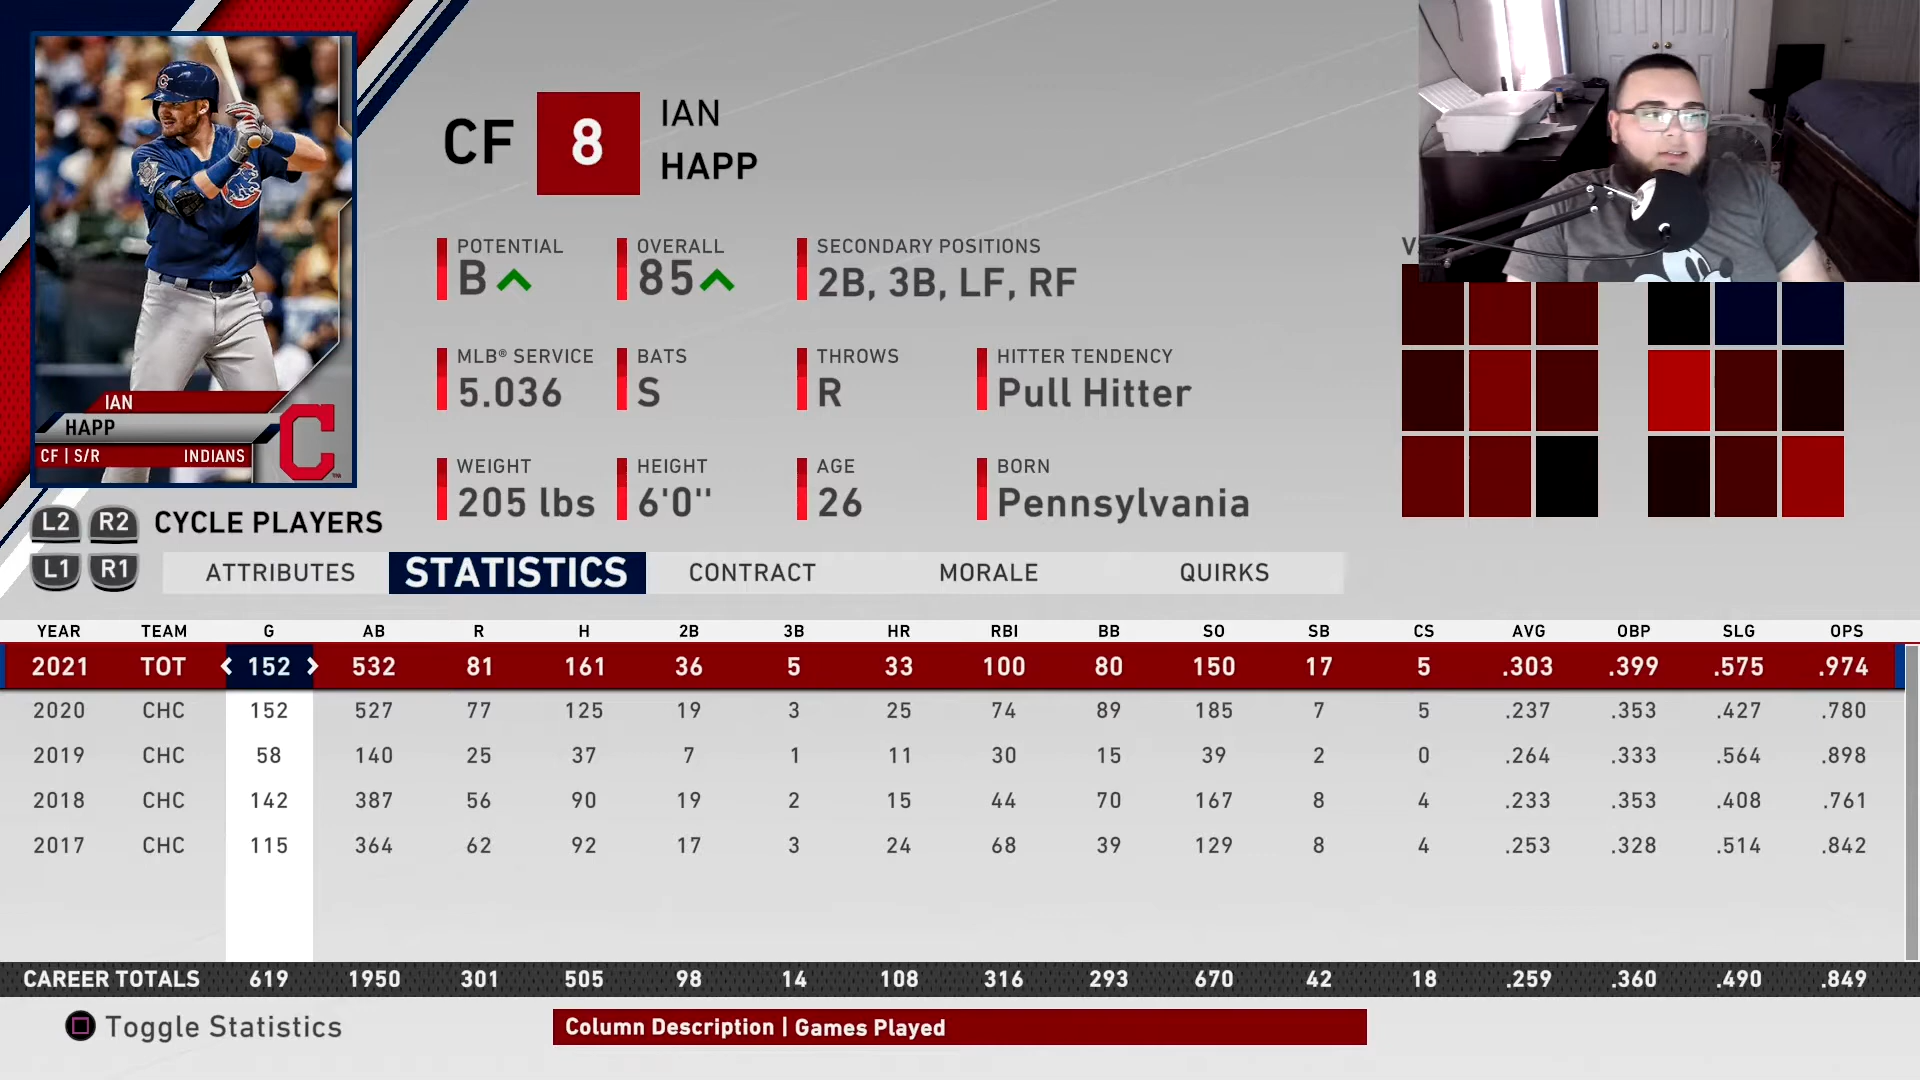 CF 8 IAN
HAPP
POTENTIAL OVERALL SECONDARY POSITIONS
B 85 2B, 3B, LF, RF
MLB® SERVICE BATS THROWS HITTER TENDENCY
5.036 S R Pull Hitter
WEIGHT HEIGHT AGE BORN
205 lbs 6'0'' 26 Pennsylvania
IAN
HAPP
CF | S/R INDIANS
L2 R2 CYCLE PLAYERS
L1 R1 ATTRIBUTES STATISTICS CONTRACT MORALE QUIRKS
YEAR TEAM G AB R H 2B 3B HR RBI BB SO SB CS AVG OBP SLG OPS
2021 TOT 152 532 81 161 36 5 33 100 80 150 17 5 .303 .399 .575 .974
2020 CHC 152 527 77 125 19 3 25 74 89 185 7 5 .237 .353 .427 .780
2019 CHC 58 140 25 37 7 1 11 30 15 39 2 0 .264 .333 .564 .898
2018 CHC 142 387 56 90 19 2 15 44 70 167 8 4 .233 .353 .408 .761
2017 CHC 115 364 62 92 17 3 24 68 39 129 8 4 .253 .328 .514 .842
CAREER TOTALS 619 1950 301 505 98 14 108 316 293 670 42 18 .259 .360 .490 .849
Toggle Statistics Column Description | Games Played